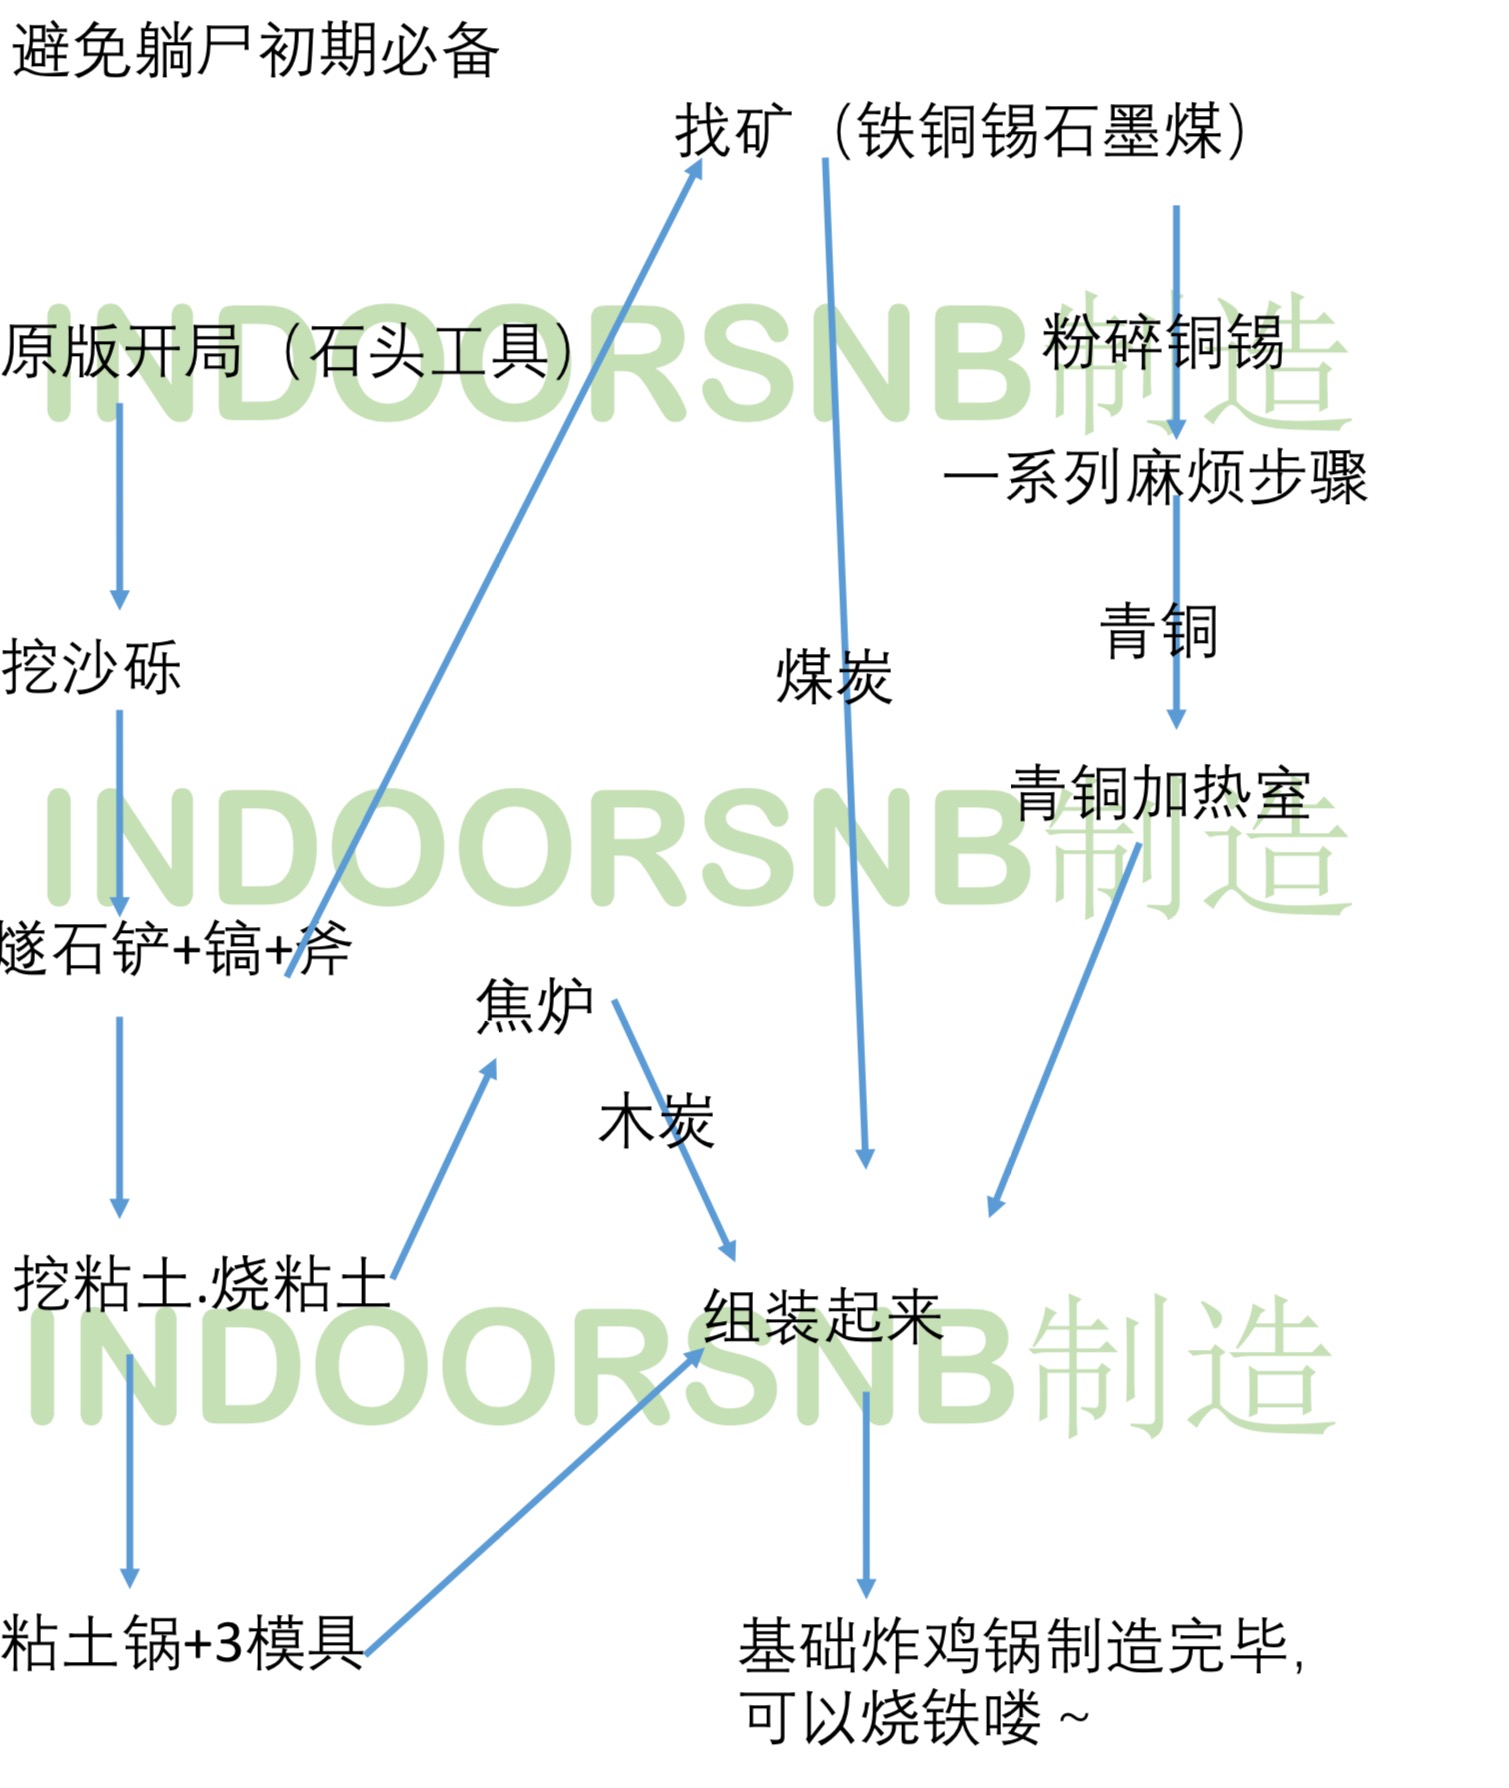 避免躺尸初期必备
找矿（铁铜锡石墨煤）
INDOORSNB制造
原版开局（石头工具）
粉碎铜锡
一系列麻烦步骤
青铜
挖沙砾
煤炭
青铜加热室
INDOORSNB制造
燧石铲+镐+斧
焦炉
木炭
挖粘土.烧粘土
组装起来
INDOORSNB制造
粘土锅+3模具
基础炸鸡锅制造完毕,
可以烧铁喽～